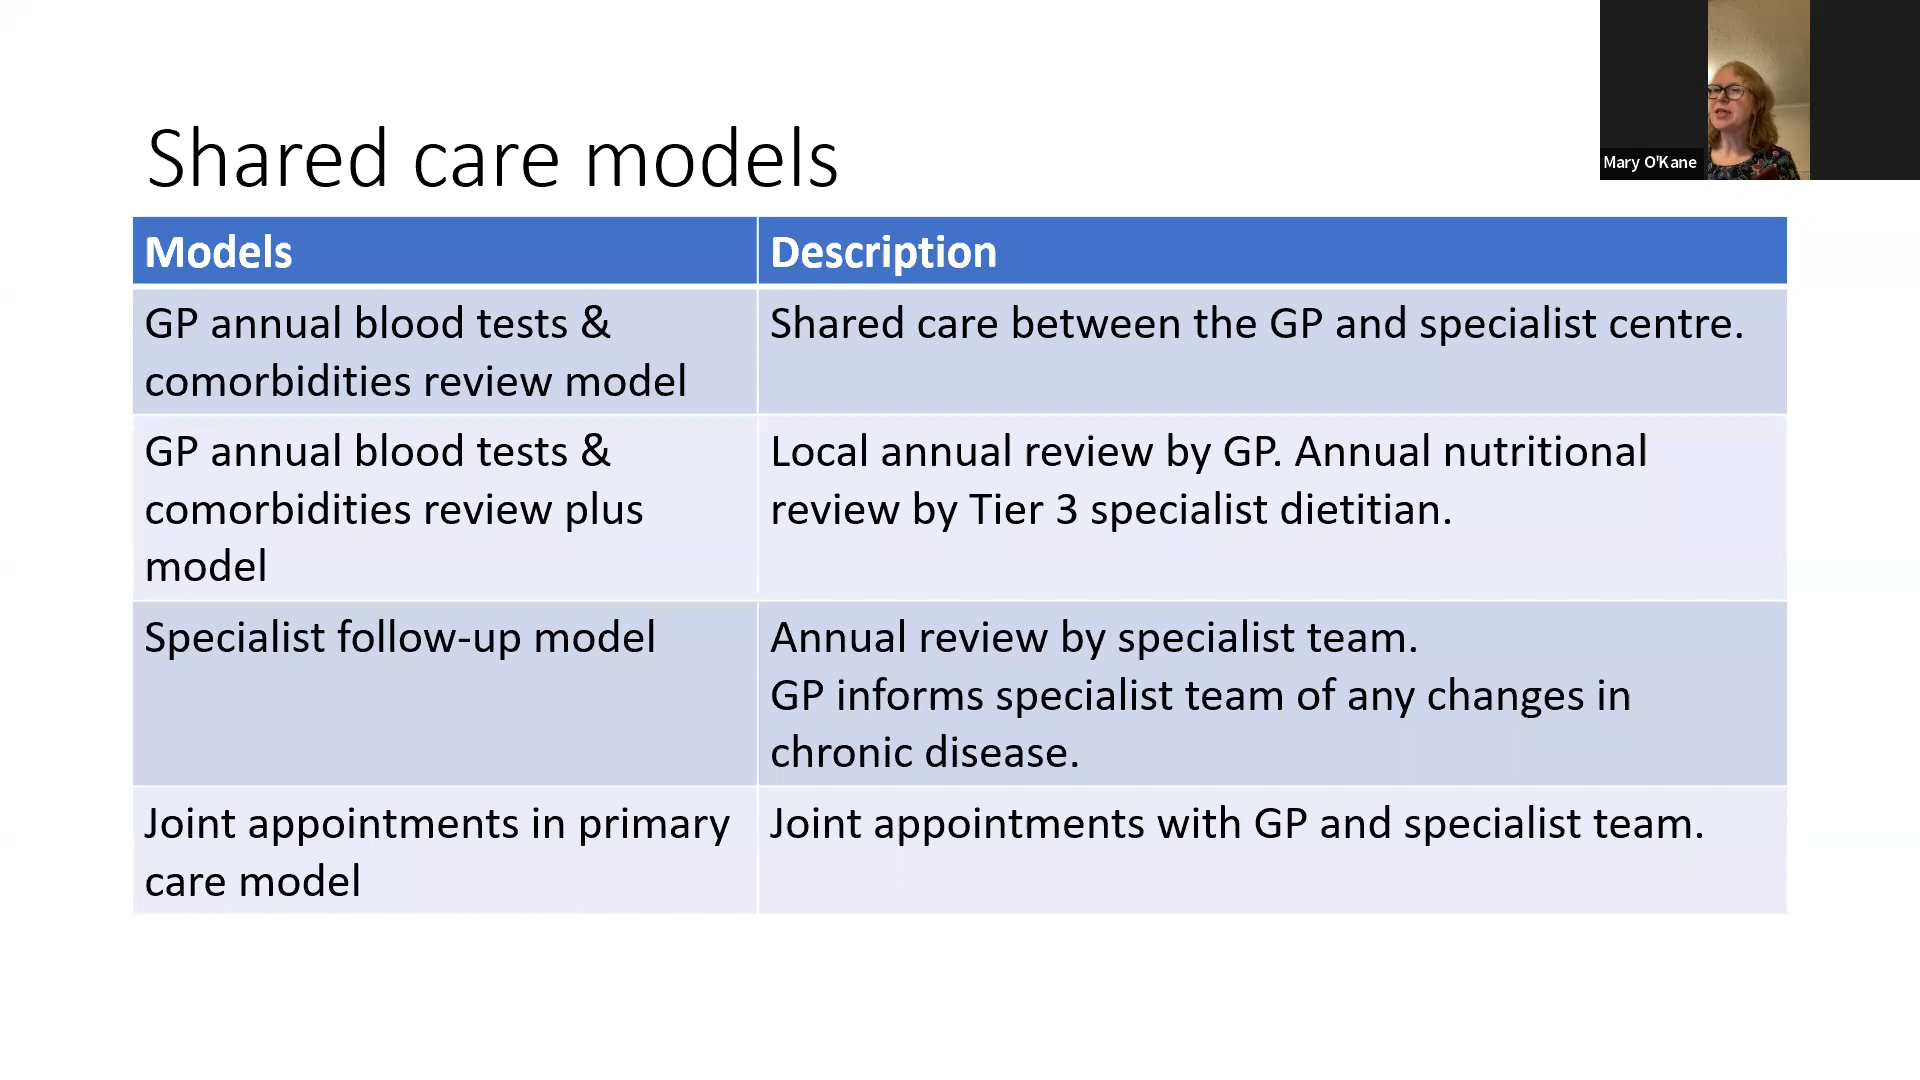 Mary O'Kane
Shared care models
Models
Description
GP annual blood tests &
comorbidities review model
Shared care between the GP and specialist centre.
GP annual blood tests &
comorbidities review plus
model
Local annual review by GP. Annual nutritional
review by Tier 3 specialist dietitian.
Specialist follow-up model
Annual review by specialist team.
GP informs specialist team of any changes in
chronic disease.
Joint appointments in primary
care model
Joint appointments with GP and specialist team.